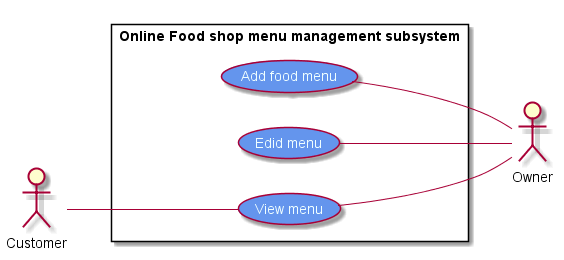 Online Food shop menu management subsystem
Add food menu
Edid menu
Owner
View menu
Customer